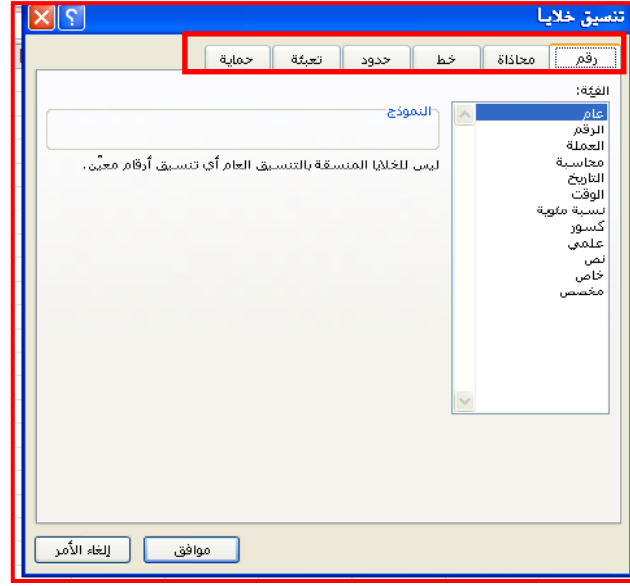 تنسيق خلايا
رقم محاذاة خط حدود تعبئة حماية
الفئة:
عام
الرقم
العملة
محاسبة
التاريخ
الوقت
نسبة مئوية
كسور
علمي
نص
خاص
مخصص
النموذج
ليس للخلايا المنسقة بالتنسيق العام أي تنسيق أرقام معيّن.
موافق إلغاء الأمر